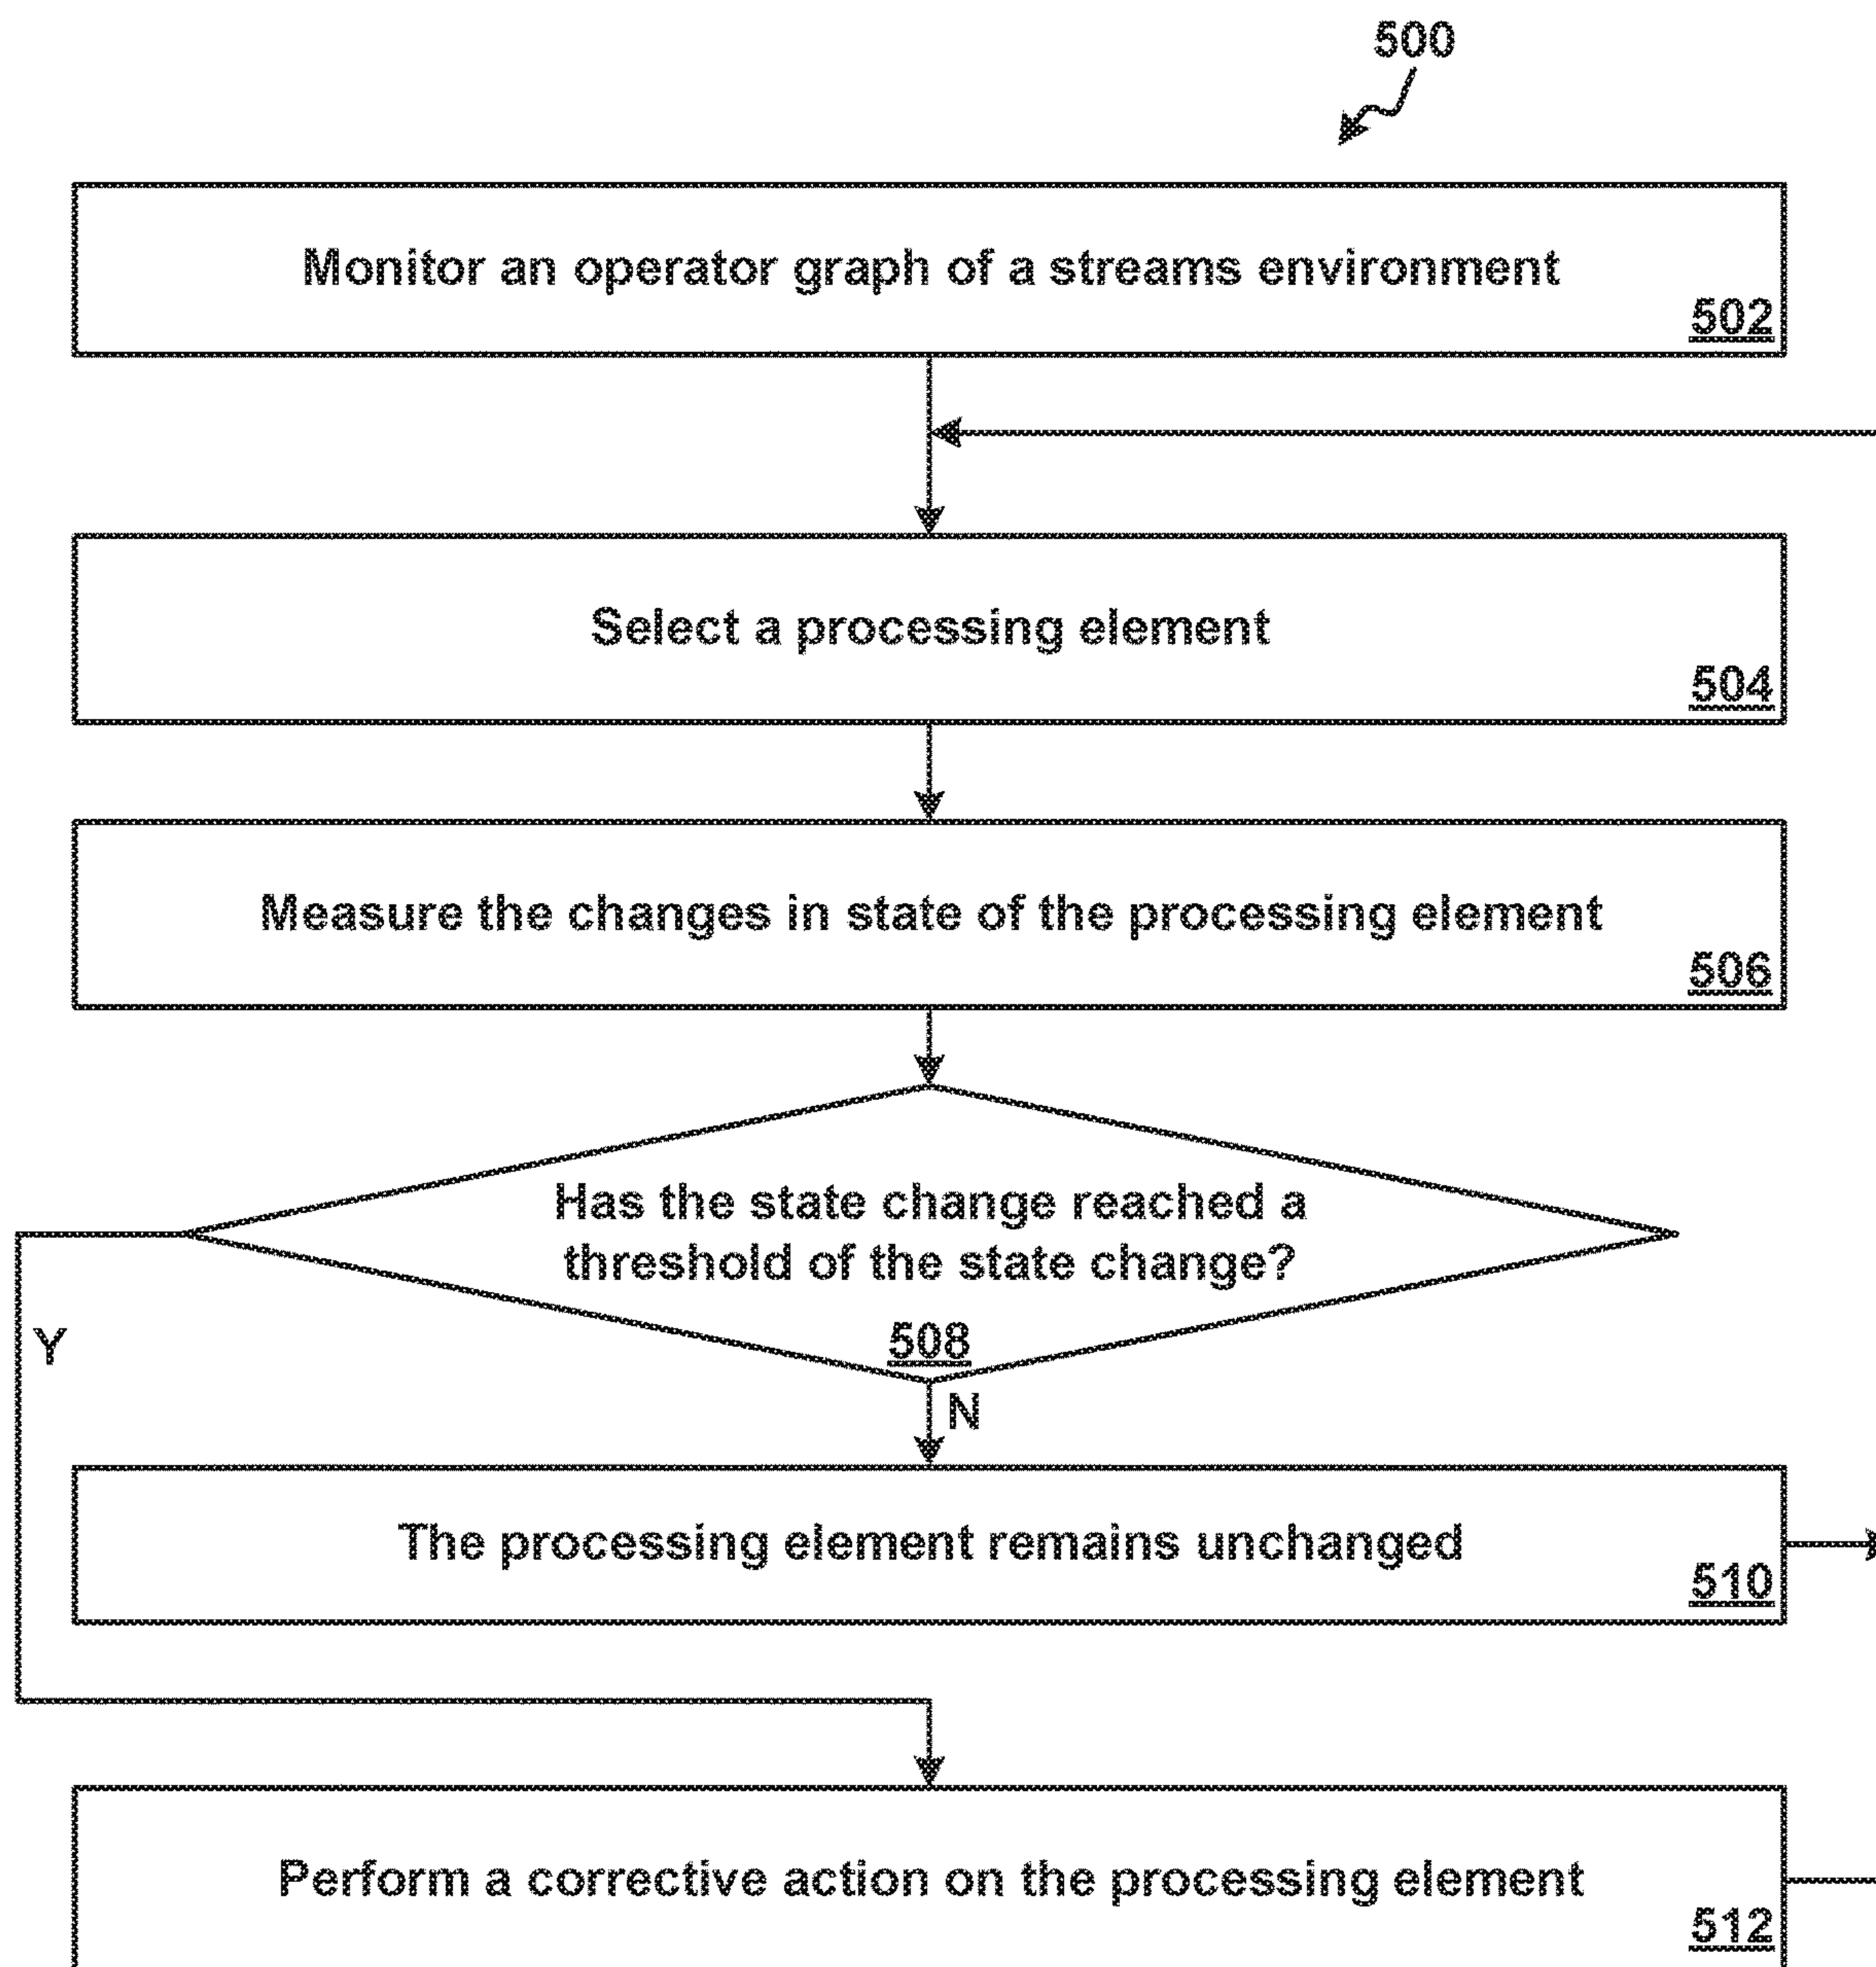 500
Monitor an operator graph of a streams environment
502
Select a processing element
504
Measure the changes in state of the processing element
506
Has the state change reached a
threshold of the state change?
508
Y
N
The processing element remains unchanged
510
Perform a corrective action on the processing element
512